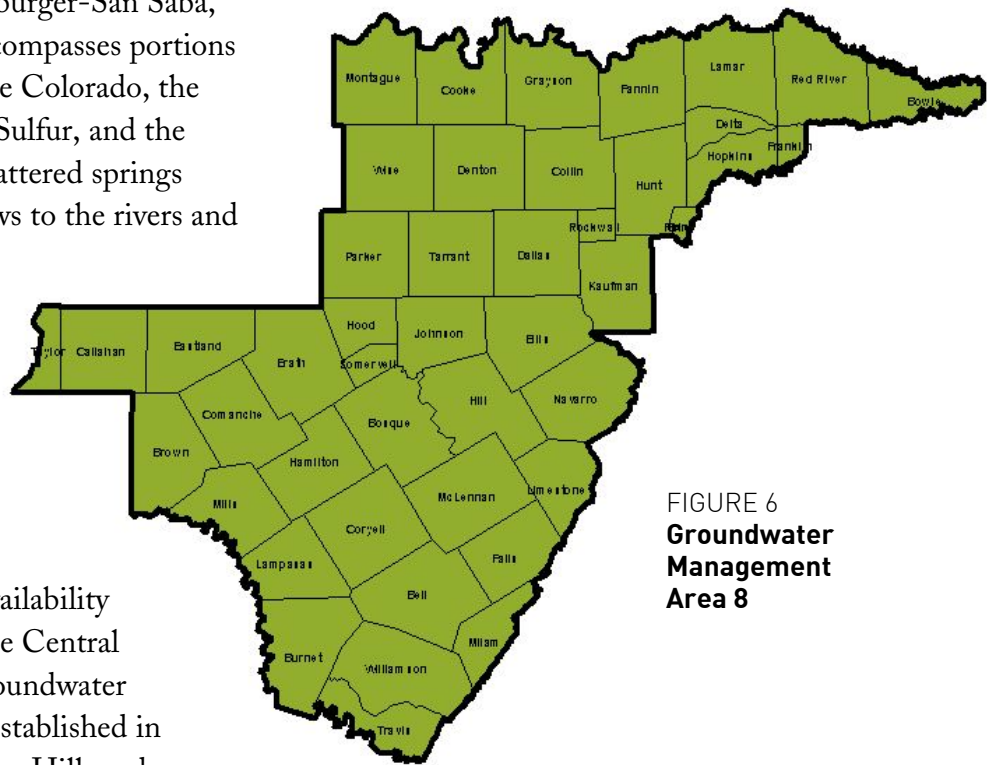 burger-San Saba,
compasses portions
e Colorado, the
Sulfur, and the
attered springs
ws to the rivers and
Montague
Cooke
Grayson
Fannin
Lamar
Red River
Bowie
Delta
Hopkins
Franklin
Wise
Denton
Collin
Hunt
Parker
Tarrant
Dallas
Rockwall
Kaufman
Taylor
Callahan
Eastland
Erath
Hood
Somervell
Johnson
Ellis
Comanche
Bosque
Hill
Navarro
Brown
Hamilton
Mills
Coryell
McLennan
Limestone
Lampasas
Bell
Falls
Burnet
Williamson
Milam
Travis
FIGURE 6
Groundwater
Management
Area 8
ailability
e Central
oundwater
stablished in